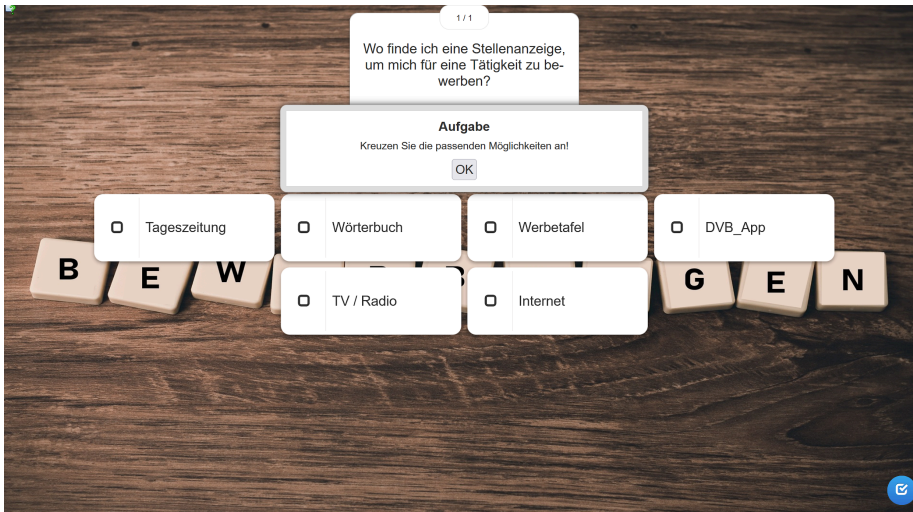 1 / 1
Wo finde ich eine Stellenanzeige,
um mich für eine Tätigkeit zu be-
werben?
Aufgabe
Kreuzen Sie die passenden Möglichkeiten an!
OK
Tageszeitung
Wörterbuch
Werbetafel
DVB_App
B E W B G E N
TV / Radio
Internet